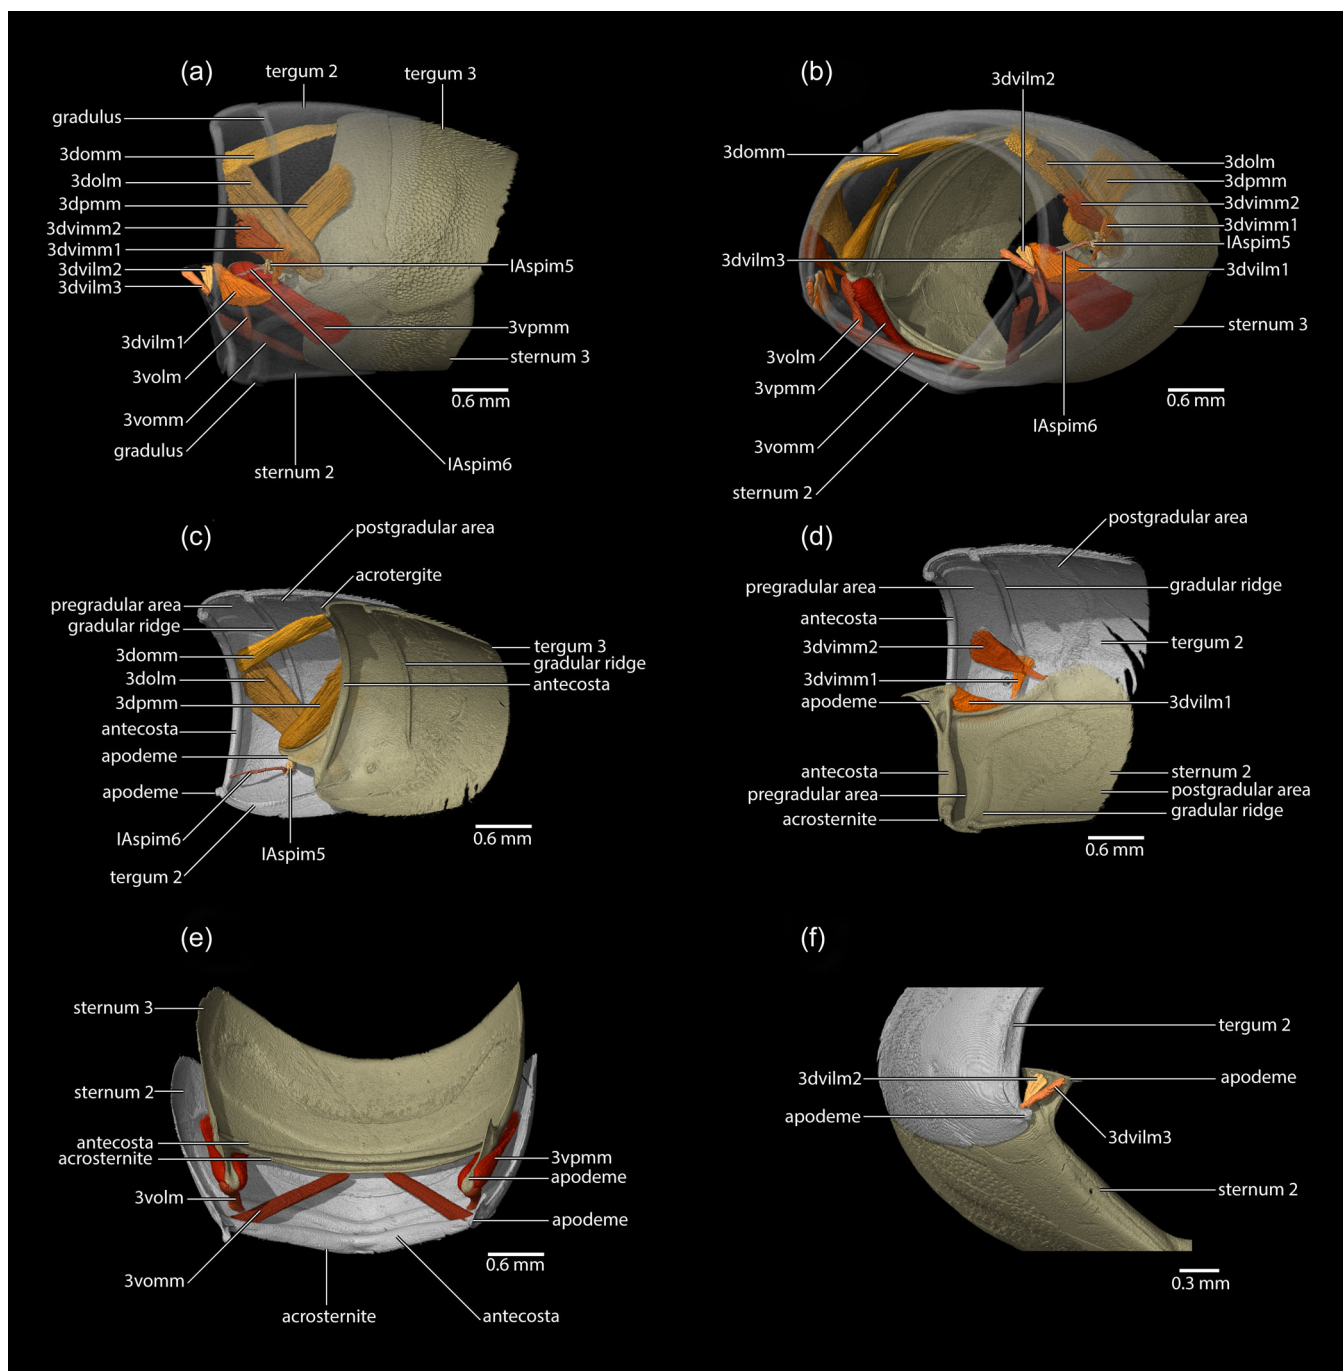 (a)
tergum 2
tergum 3
gradulus
3domm
3dolm
3dpmm
3dvimm2
3dvimm1
3dvilm2
3dvilm3
3dvilm1
3volm
3vomm
gradulus
sternum 2
IAspim6
IAspim5
3vpmm
sternum 3
0.6 mm
(b)
3dvilm2
3domm
3dvilm3
3volm
3vpmm
3vomm
sternum 2
3dolm
3dpmm
3dvimm2
3dvimm1
IAspim5
3dvilm1
sternum 3
0.6 mm
IAspim6
(c)
postgradular area
acrotergite
pregradular area
gradular ridge
3domm
3dolm
3dpmm
antecosta
apodeme
apodeme
IAspim6
tergum 2
IAspim5
tergum 3
gradular ridge
antecosta
0.6 mm
(d)
postgradular area
pregradular area
antecosta
3dvimm2
3dvimm1
apodeme
antecosta
pregradular area
acrosternite
gradular ridge
tergum 2
3dvilm1
sternum 2
postgradular area
gradular ridge
0.6 mm
(e)
sternum 3
sternum 2
antecosta
acrosternite
3volm
3vomm
acrosternite
antecosta
3vpmm
apodeme
apodeme
0.6 mm
(f)
tergum 2
3dvilm2
apodeme
apodeme
3dvilm3
sternum 2
0.3 mm